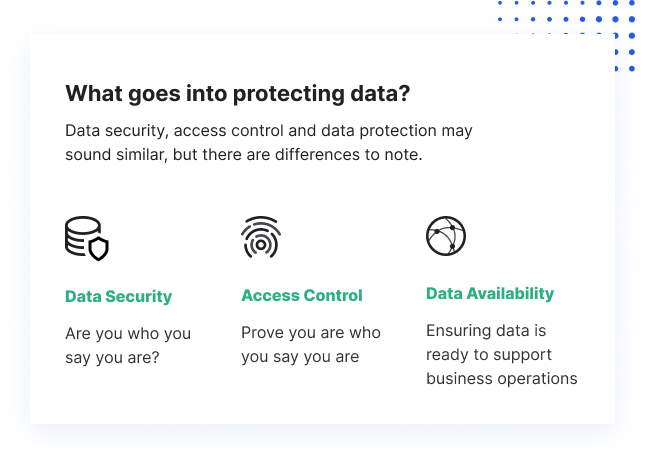 What goes into protecting data?
Data security, access control and data protection may
sound similar, but there are differences to note.
Data Security
Are you who you
say you are?
Access Control
Prove you are who
you say you are
Data Availability
Ensuring data is
ready to support
business operations